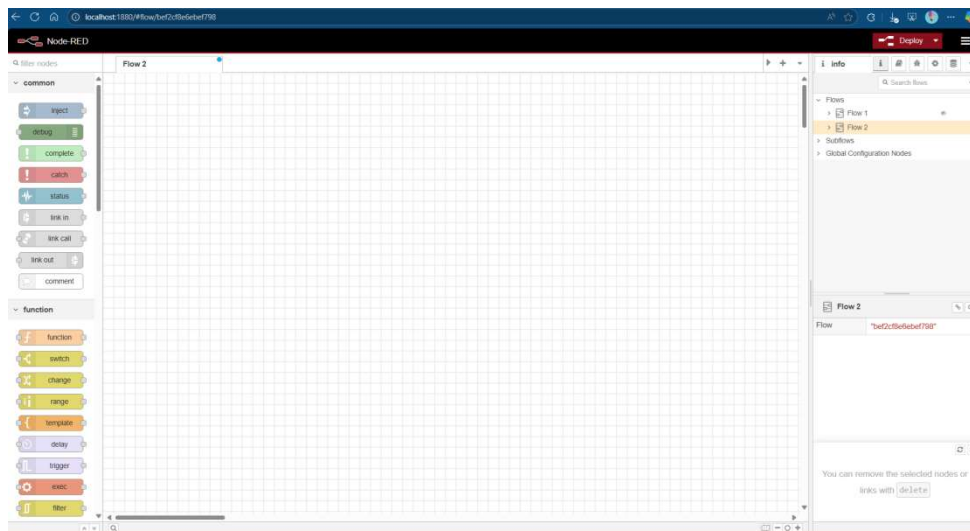 localhost:1880/#flow/bef2cf8e6ebef798
Node-RED
Deploy
filter nodes
Flow 2
info
Search flows
common
inject
debug
complete
catch
status
link in
link call
link out
comment
function
function
switch
change
range
template
delay
trigger
exec
filter
Flows
Flow 1
Flow 2
Subflows
Global Configuration Nodes
Flow 2
Flow "bef2cf8e6ebef798"
You can remove the selected nodes or
links with delete